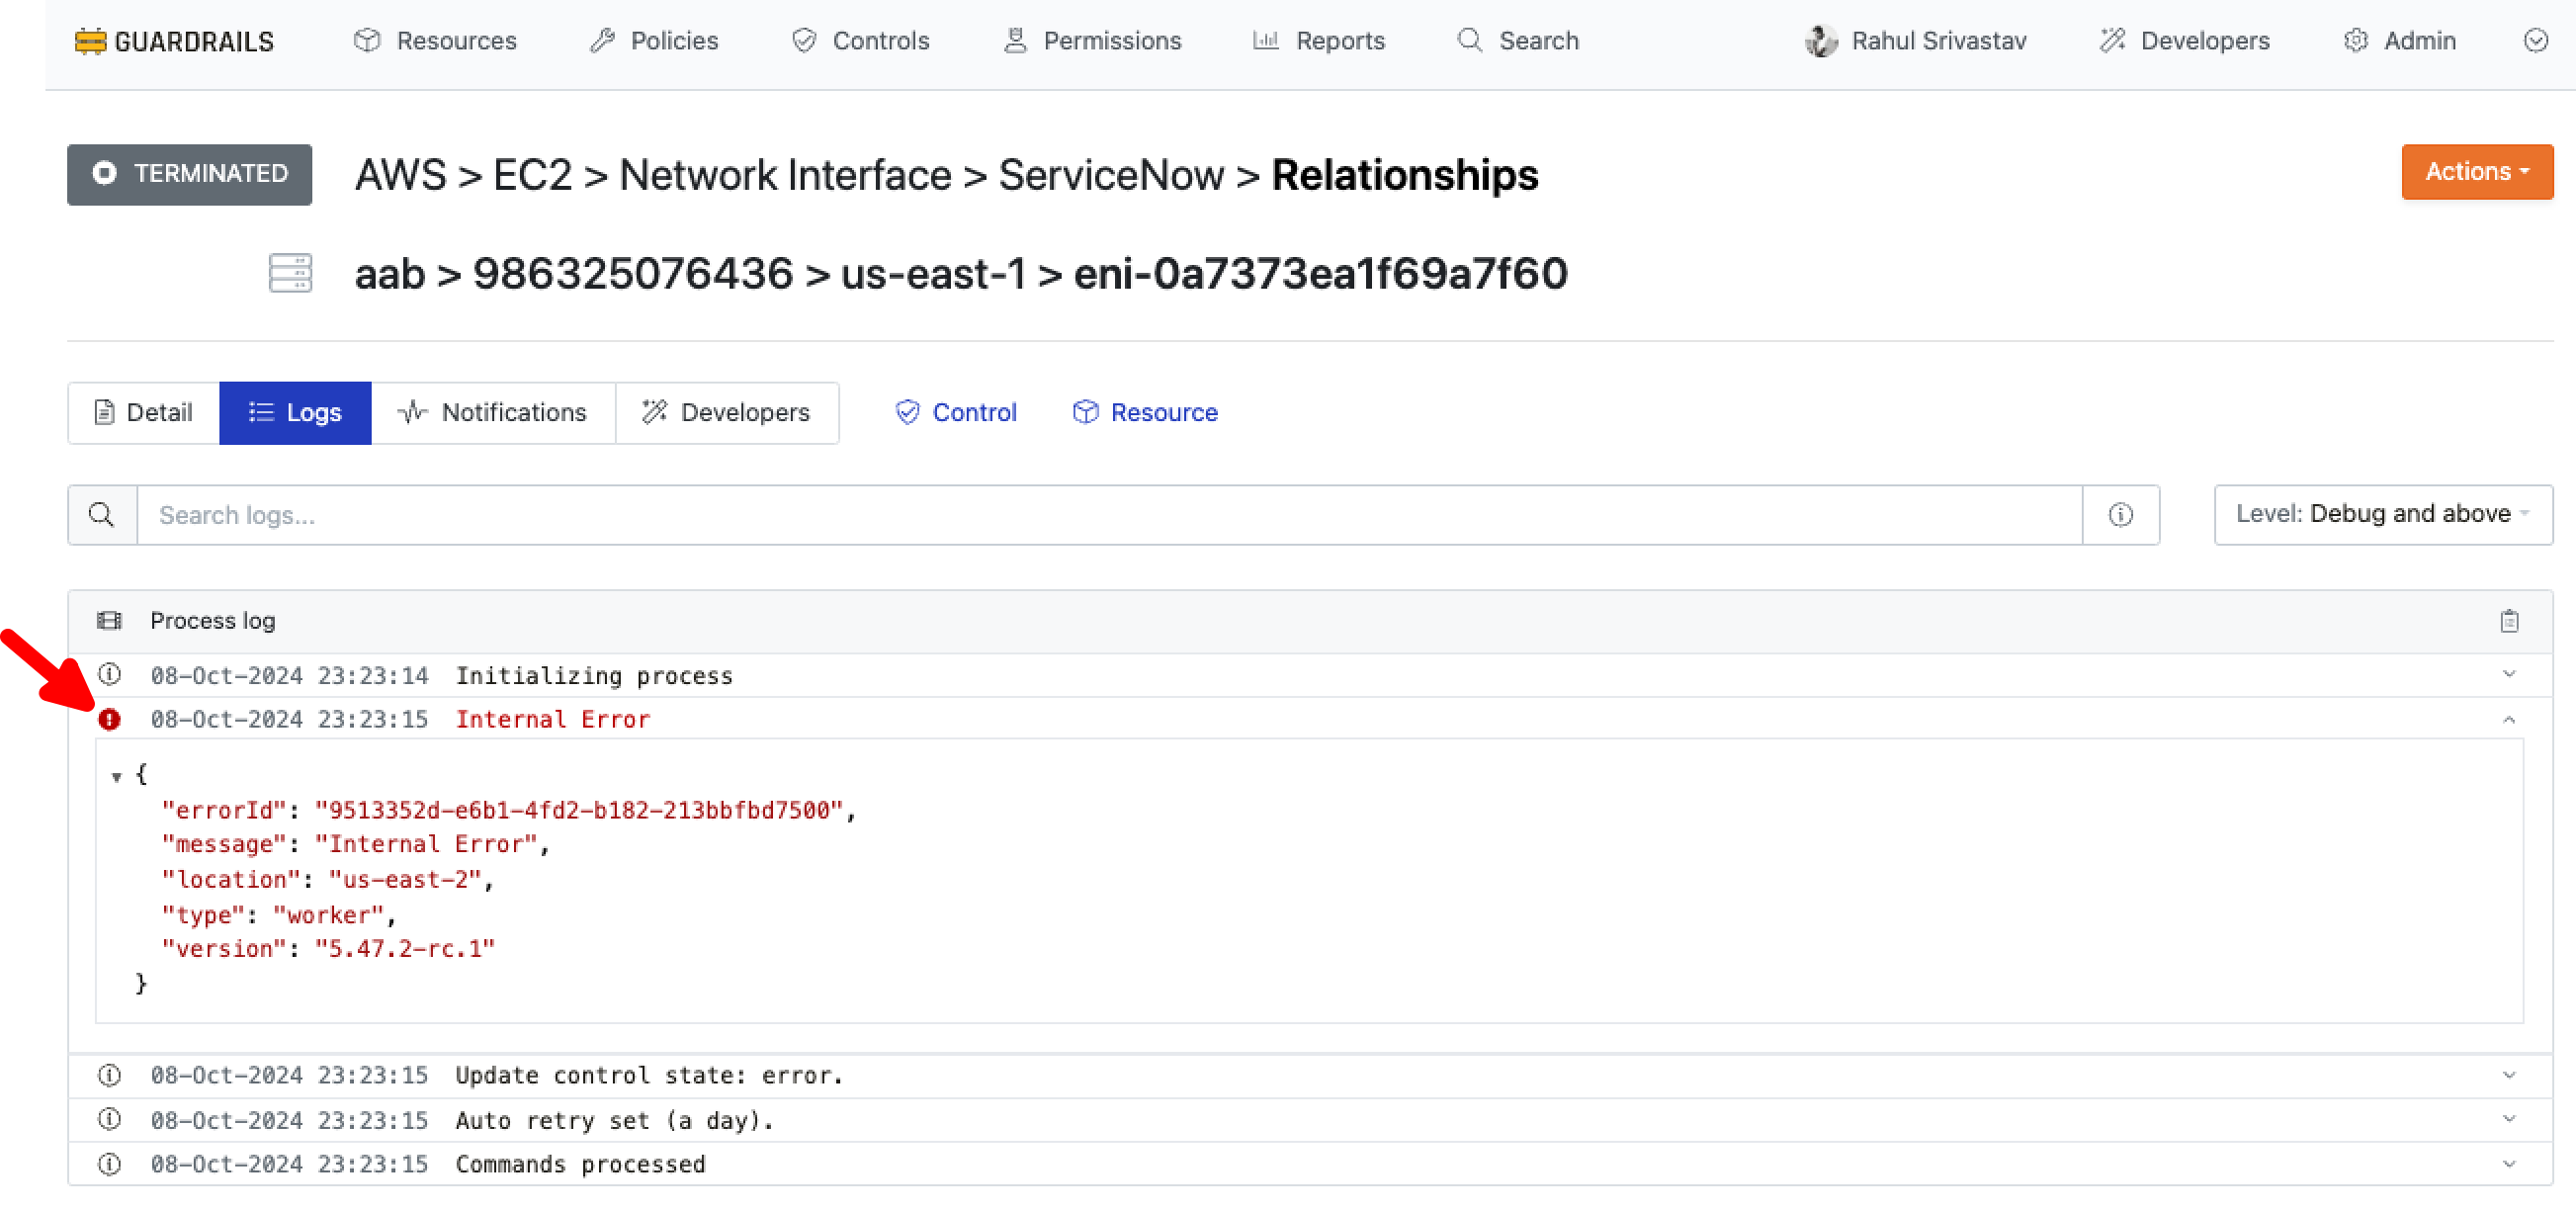 GUARDRAILS Resources Policies Controls Permissions Reports Search Rahul Srivastav Developers Admin
TERMINATED AWS > EC2 > Network Interface > ServiceNow > Relationships Actions
aab > 986325076436 > us-east-1 > eni-0a7373ea1f69a7f60
Detail Logs Notifications Developers Control Resource
Search logs... Level: Debug and above
Process log
08-Oct-2024 23:23:14 Initializing process
08-Oct-2024 23:23:15 Internal Error
{
"errorId": "9513352d-e6b1-4fd2-b182-213bbfbd7500",
"message": "Internal Error",
"location": "us-east-2",
"type": "worker",
"version": "5.47.2-rc.1"
}
08-Oct-2024 23:23:15 Update control state: error.
08-Oct-2024 23:23:15 Auto retry set (a day).
08-Oct-2024 23:23:15 Commands processed